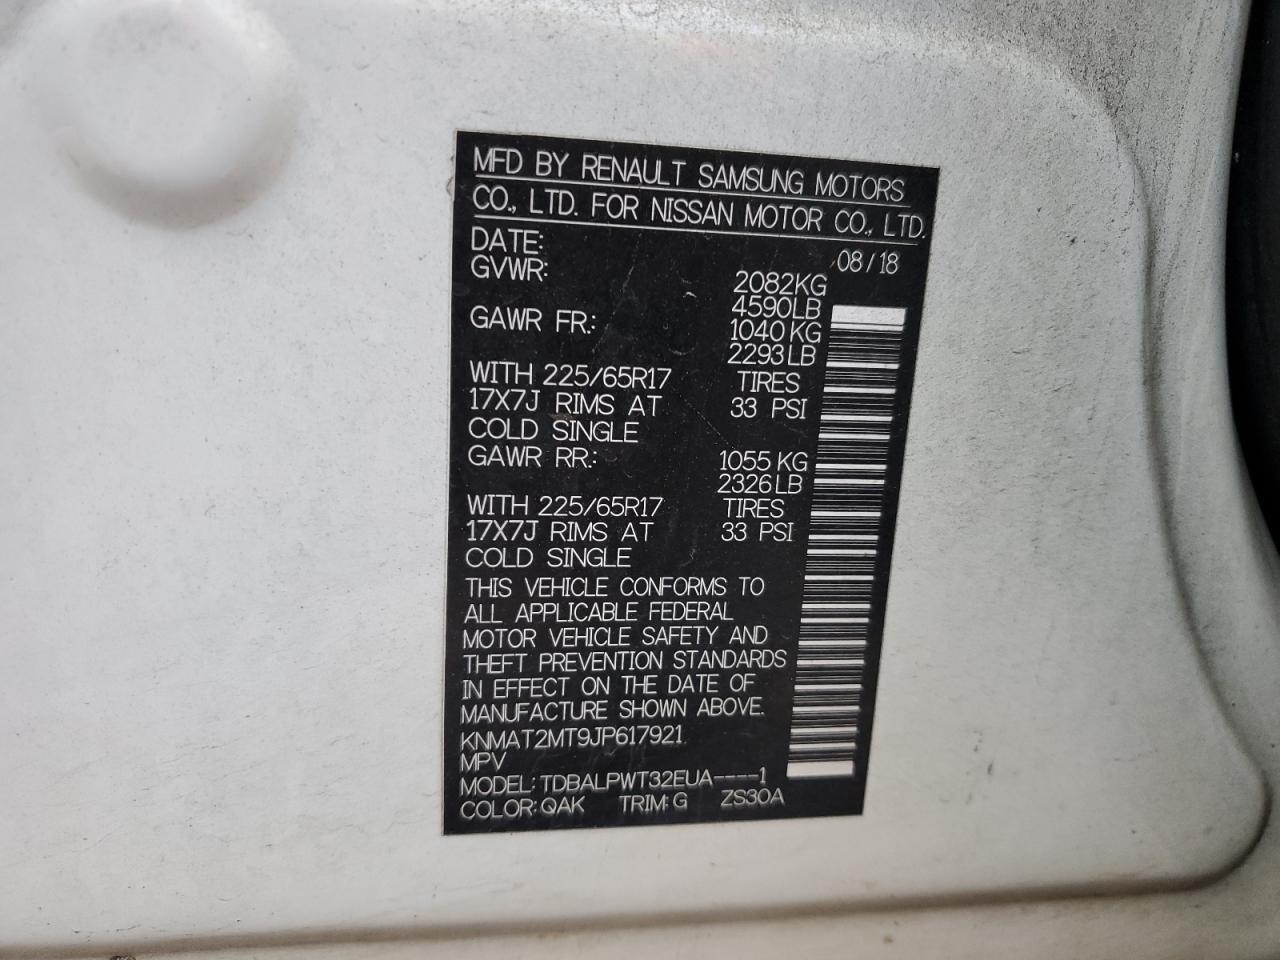 MFD BY RENAULT SAMSUNG MOTORS
CO., LTD. FOR NISSAN MOTOR CO., LTD.
DATE: 08/18
GVWR: 2082KG
4590LB
GAWR FR.: 1040KG
2293LB
WITH 225/65R17 TIRES
17X7J RIMS AT 33 PSI
COLD SINGLE
GAWR RR.: 1055KG
2326LB
WITH 225/65R17 TIRES
17X7J RIMS AT 33 PSI
COLD SINGLE
THIS VEHICLE CONFORMS TO
ALL APPLICABLE FEDERAL
MOTOR VEHICLE SAFETY AND
THEFT PREVENTION STANDARDS
IN EFFECT ON THE DATE OF
MANUFACTURE SHOWN ABOVE.
KNMAT2MT9JP617921
MPV
MODEL: TDBALPWT32EUA----1
COLOR: QAK TRIM: G ZS30A